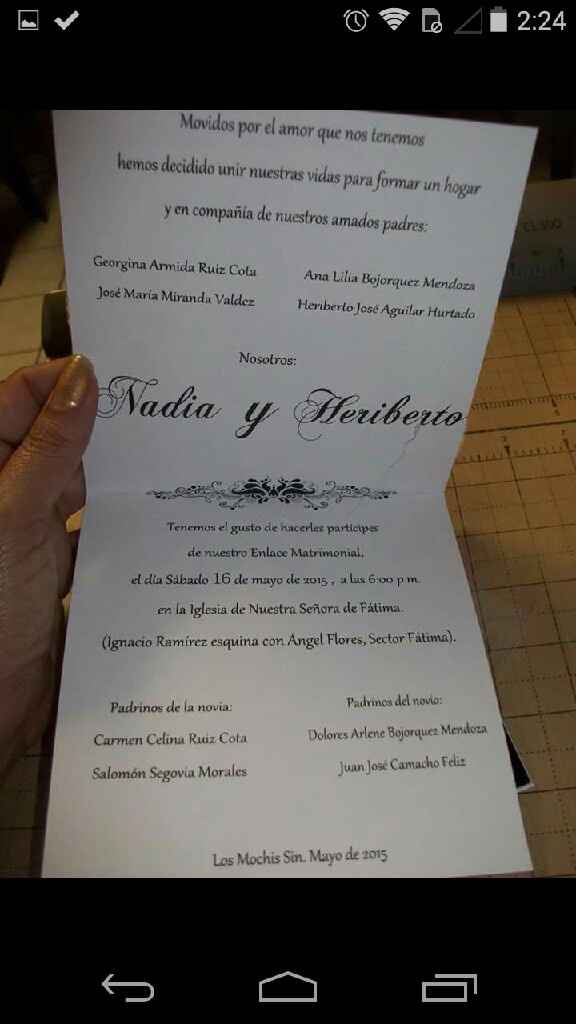 2:24
Movidos por el amor que nos tenemos
hemos decidido unir nuestras vidas para formar un hogar
y en compañía de nuestros amados padres:
Georgina Armida Ruiz Cota
José María Miranda Valdez
Ana Lilia Bojorquez Mendoza
Heriberto José Aguilar Hurtado
Nosotros:
Nadia y Heriberto
Tenemos el gusto de hacerles partícipes
de nuestro Enlace Matrimonial,
el día Sábado 16 de mayo de 2015 , a las 6:00 p m.
en la Iglesia de Nuestra Señora de Fátima.
(Ignacio Ramírez esquina con Angel Flores, Sector Fátima).
Padrinos de la novia:
Carmen Celina Ruiz Cota
Salomón Segovia Morales
Padrinos del novio:
Dolores Arlene Bojorquez Mendoza
Juan José Camacho Feliz
Los Mochis Sin. Mayo de 2015